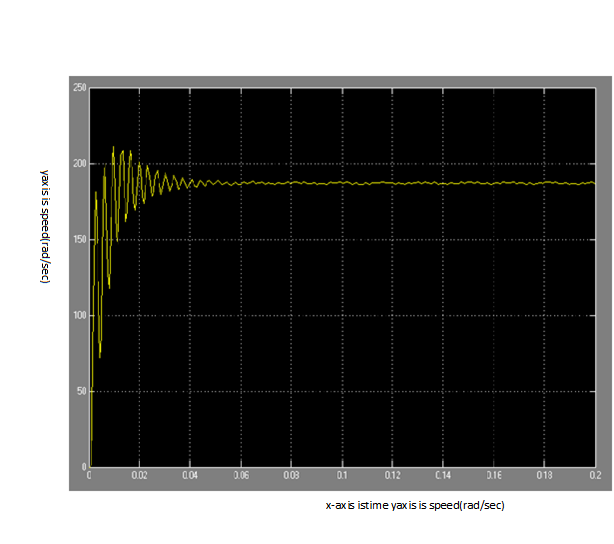 250
200
150
100
50
0
0 0.02 0.04 0.06 0.08 0.1 0.12 0.14 0.16 0.18 0.2
yaxis is speed(rad/sec)
x-axis istime yaxis is speed(rad/sec)